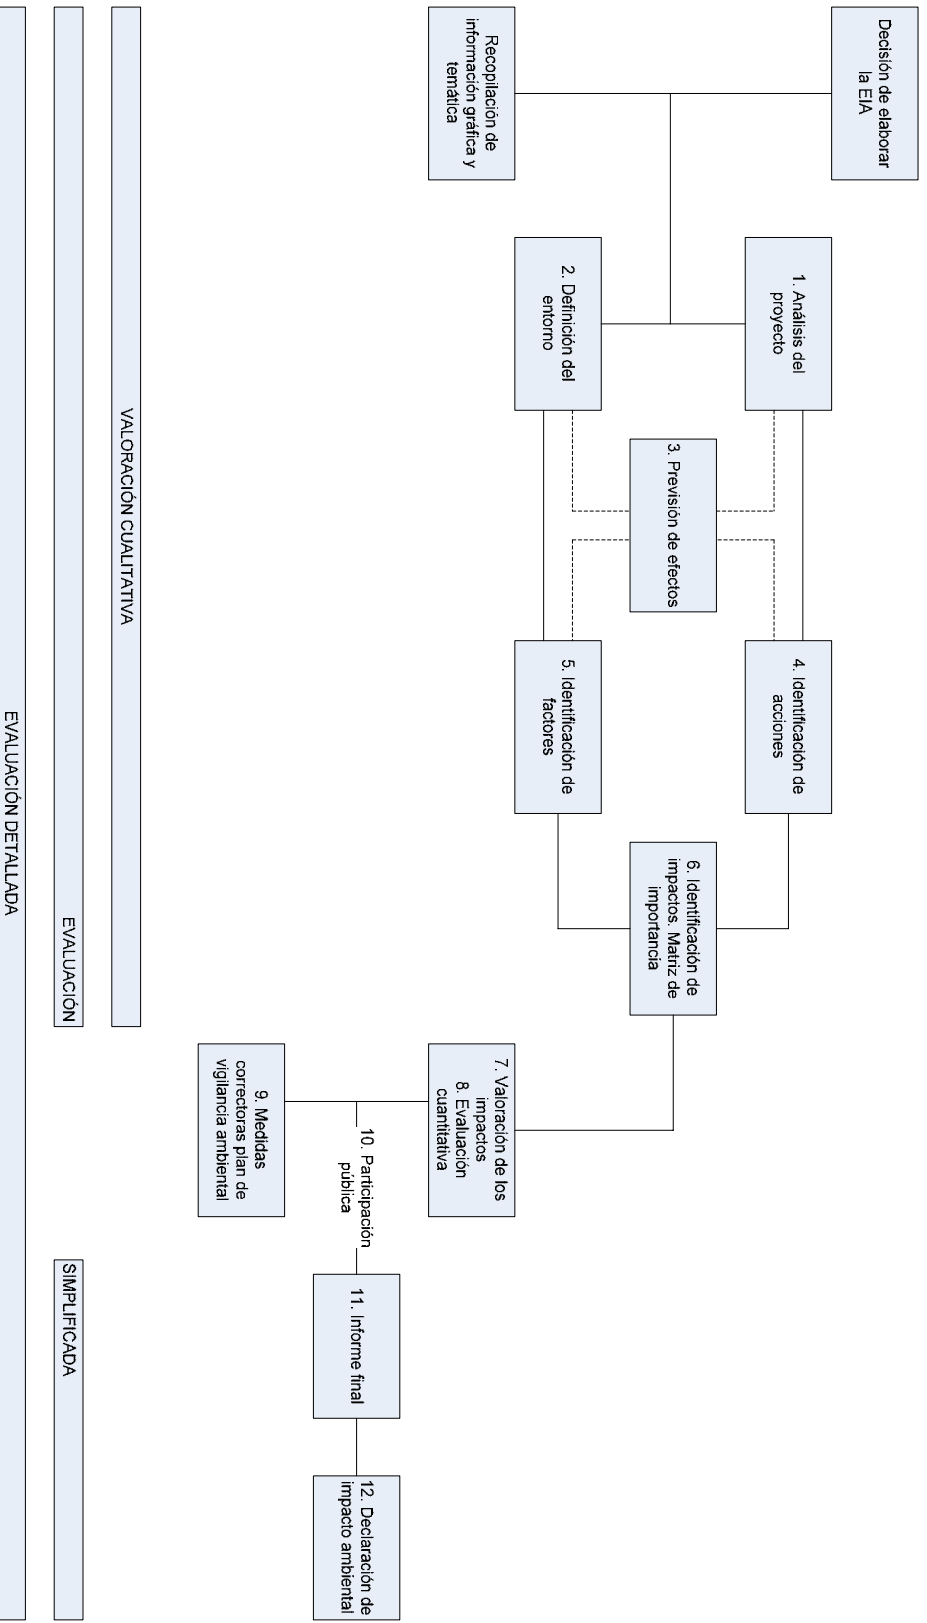 Decisión de elaborar
la EIA
Recopilación de
información gráfica y
temática
1. Análisis del
proyecto
2. Definición del
entorno
3. Previsión de efectos
4. Identificación de
acciones
5. Identificación de
factores
6. Identificación de
impactos. Matriz de
importancia
7. Valoración de los
impactos
8. Evaluación
cuantitativa
9. Medidas
correctoras plan de
vigilancia ambiental
10. Participación
pública
11. Informe final
12. Declaración de
impacto ambiental
VALORACIÓN CUALITATIVA
EVALUACIÓN
SIMPLIFICADA
EVALUACIÓN DETALLADA